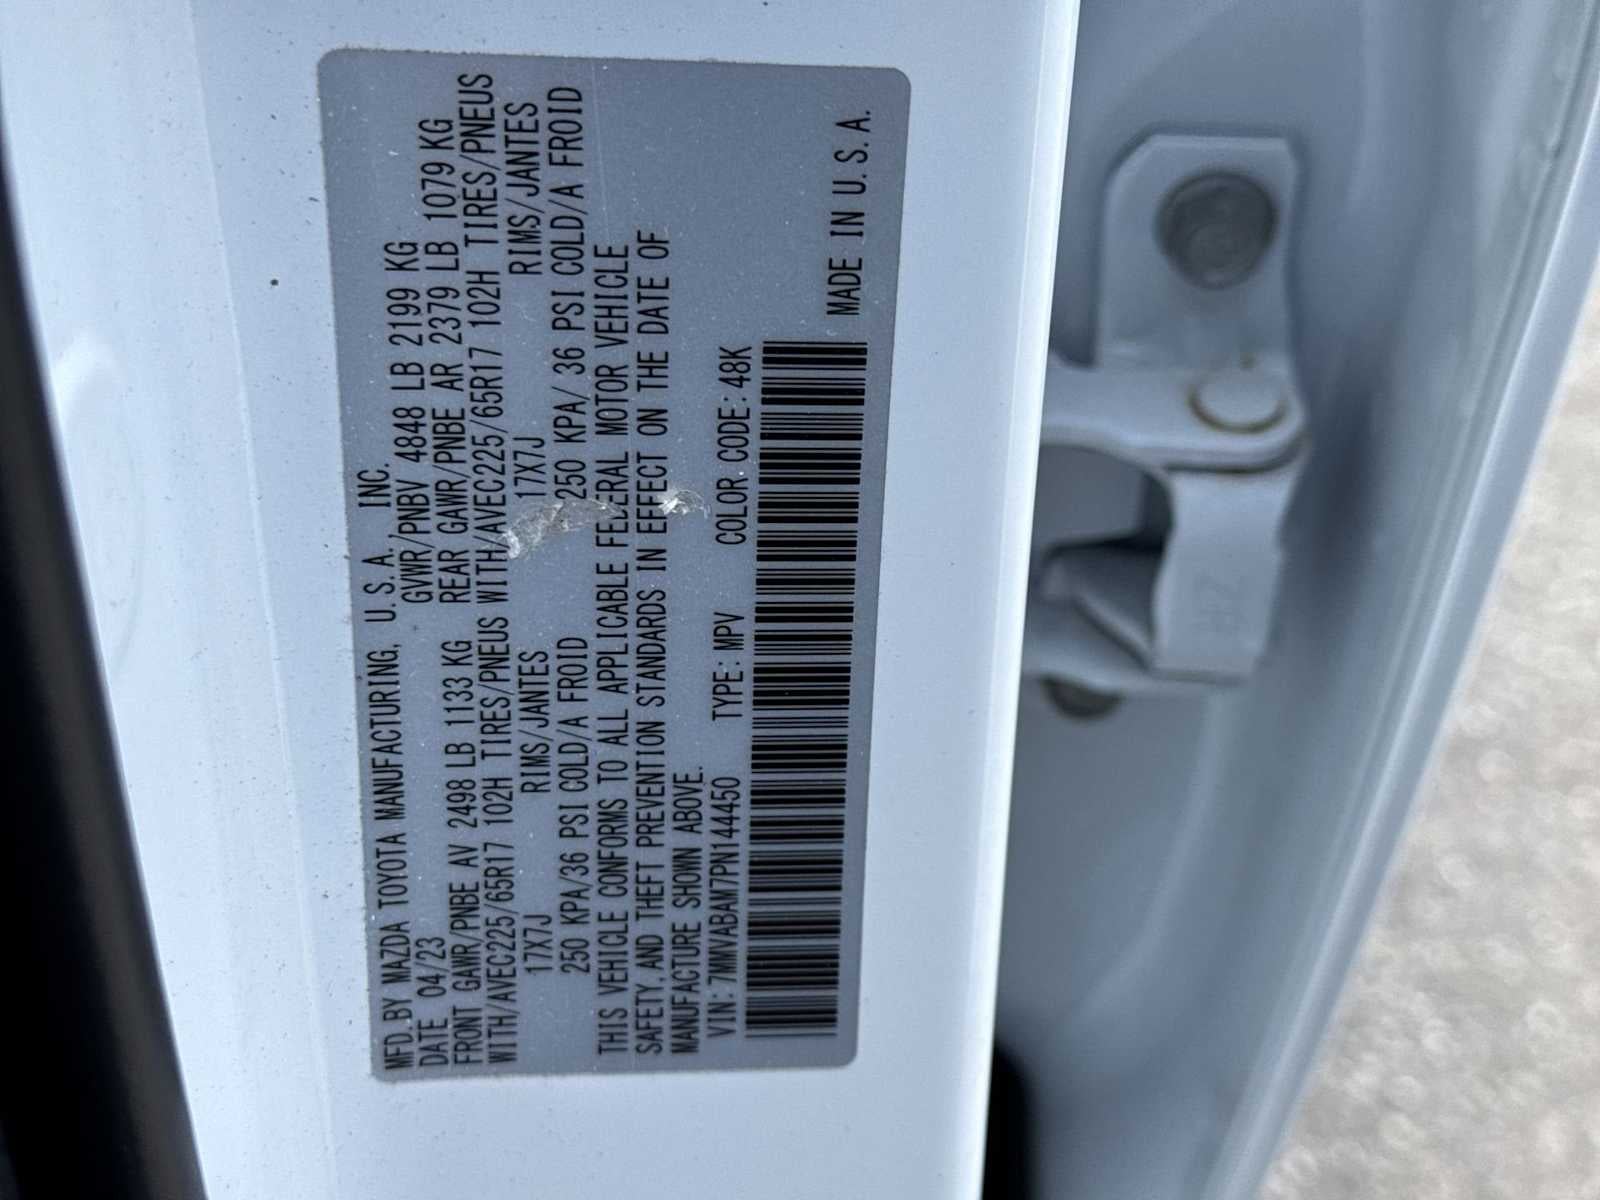 MFD.BY MAZDA TOYOTA MANUFACTURING, U.S.A., INC.
DATE 04/23 GVWR/PNBV 4848 LB 2199 KG
FRONT GAWR/PNBE AV 2498 LB 1133 KG REAR GAWR/PNBE AR 2379 LB 1079 KG
WITH/AVEC225/65R17 102H TIRES/PNEUS WITH/AVEC225/65R17 102H TIRES/PNEUS
17X7J RIMS/JANTES 17X7J RIMS/JANTES
250 KPA/36 PSI COLD/A FROID 250 KPA/ 36 PSI COLD/A FROID
THIS VEHICLE CONFORMS TO ALL APPLICABLE FEDERAL MOTOR VEHICLE
SAFETY, AND THEFT PREVENTION STANDARDS IN EFFECT ON THE DATE OF
MANUFACTURE SHOWN ABOVE.
VIN:7MMVABAM7PN144450 TYPE: MPV COLOR CODE:48K
MADE IN U.S.A.